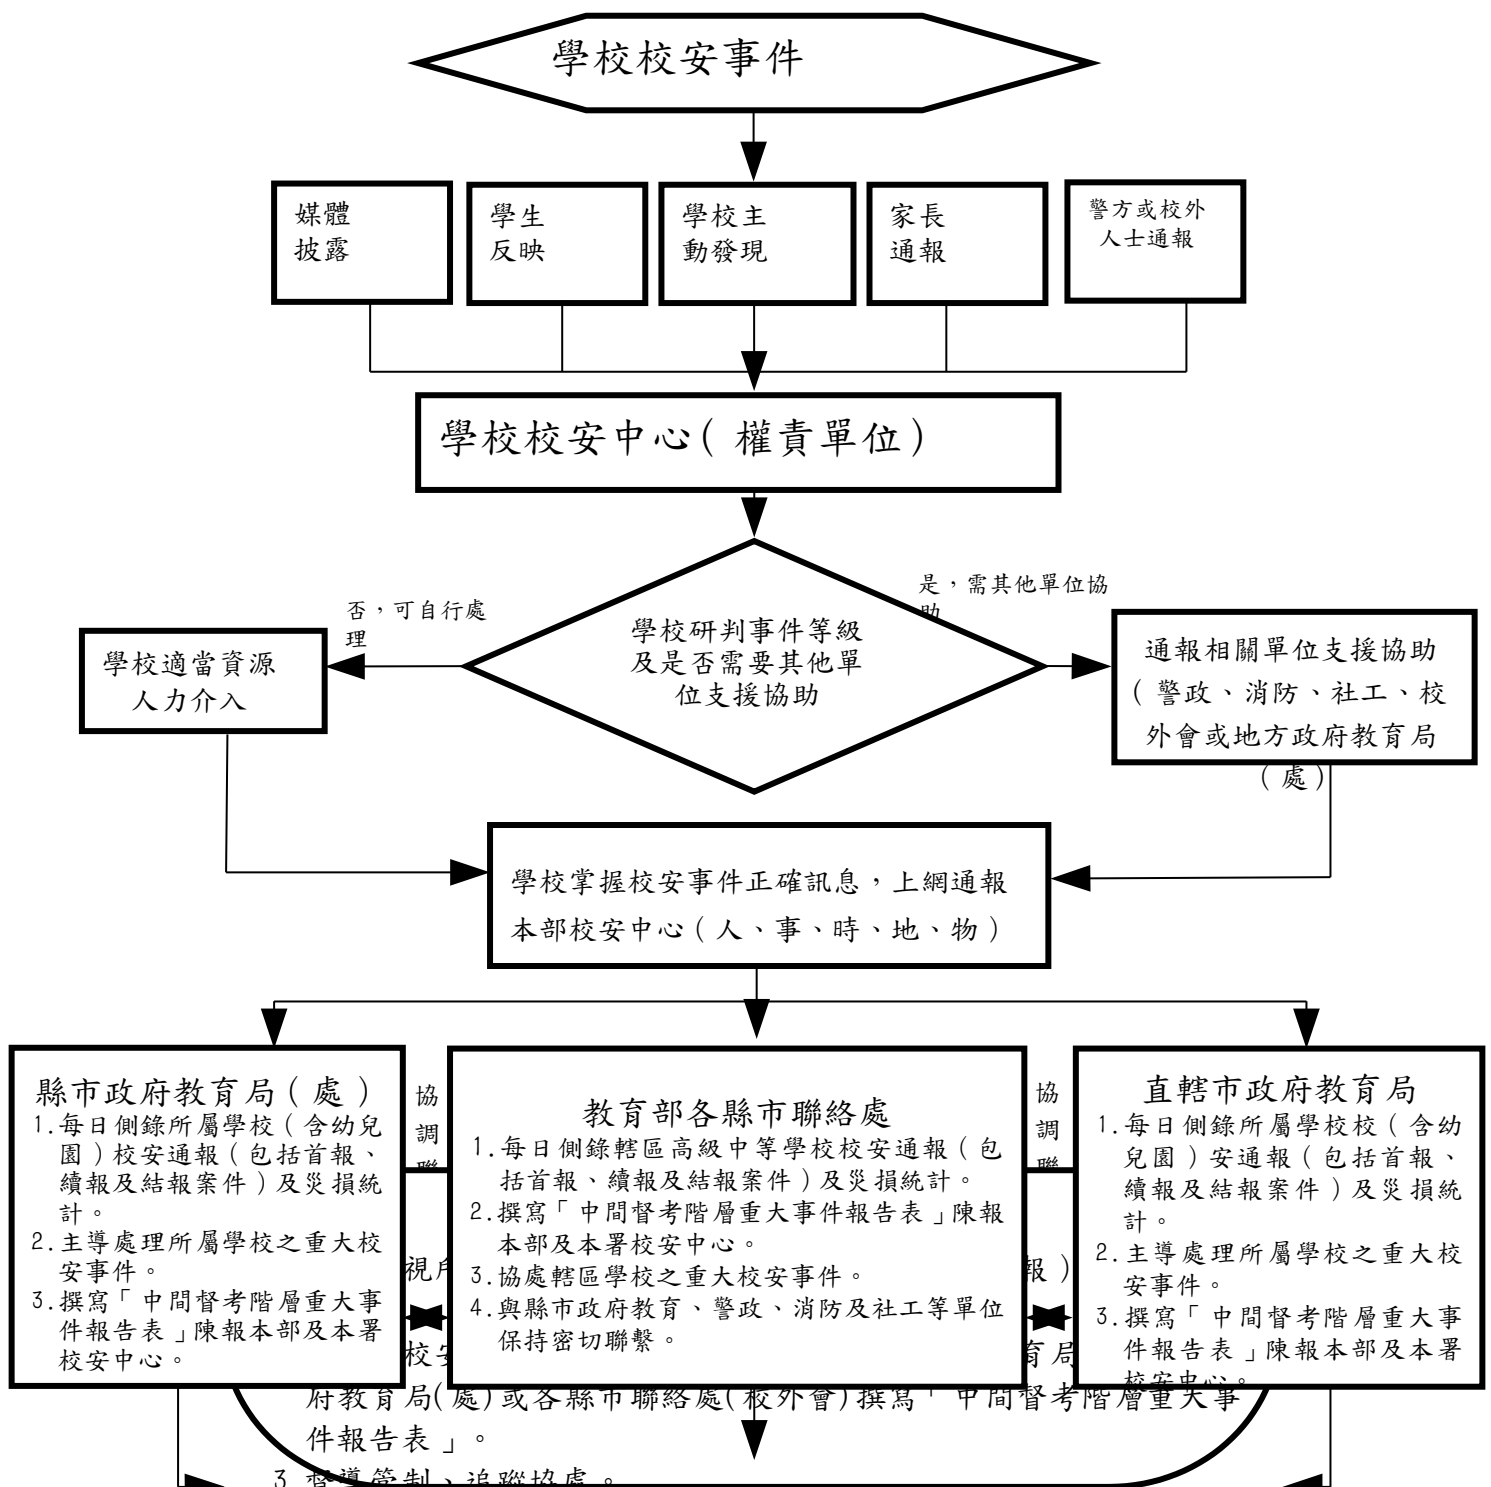 學校校安事件
媒體
披露
學生
反映
學校主
動發現
家長
通報
警方或校外
人士通報
學校校安中心(權責單位)
否，可自行處
理
是，需其他單位協
助
學校研判事件等級
及是否需要其他單
位支援協助
學校適當資源
人力介入
通報相關單位支援協助
(警政、消防、社工、校
外會或地方政府教育局
(處)
學校掌握校安事件正確訊息，上網通報
本部校安中心(人、事、時、地、物)
縣市政府教育局(處)
1.每日側錄所屬學校(含幼兒
園)校安通報(包括首報、
續報及結報案件)及災損統
計。
2.主導處理所屬學校之重大校
安事件。
3.撰寫「中間督考階層重大事
件報告表」陳報本部及本署
校安中心。
協
調
聯
教育部各縣市聯絡處
1.每日側錄轄區高級中等學校校安通報(包
括首報、續報及結報案件)及災損統計。
2.撰寫「中間督考階層重大事件報告表」陳報
本部及本署校安中心。
3.協處轄區學校之重大校安事件。
4.與縣市政府教育、警政、消防及社工等單位
保持密切聯繫。
協
調
聯
直轄市政府教育局
1.每日側錄所屬學校校(含幼
兒園)安通報(包括首報、
續報及結報案件)及災損統
計。
2.主導處理所屬學校之重大校
安事件。
3.撰寫「中間督考階層重大事
件報告表」陳報本部及本署
校安中心。
視
報)
校安
育局
府教育局(處)或各縣市聯絡處(校外會)撰寫「中間督考階層重大事
件報告表」。
3.督導管制、追蹤協處。